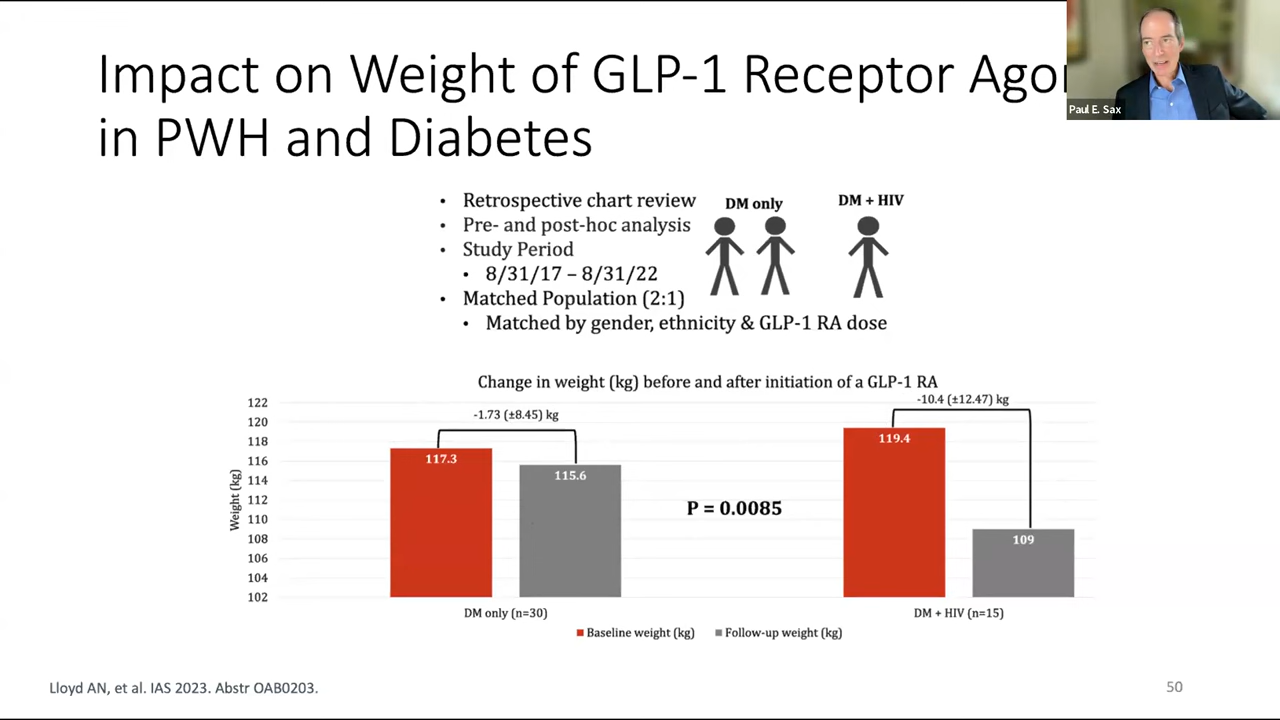 Impact on Weight of GLP-1 Receptor Ago
in PWH and Diabetes
Paul E. Sax
• Retrospective chart review
• Pre- and post-hoc analysis
• Study Period
• 8/31/17 – 8/31/22
• Matched Population (2:1)
• Matched by gender, ethnicity & GLP-1 RA dose
DM only
DM + HIV
Change in weight (kg) before and after initiation of a GLP-1 RA
Weight (kg)
122
120
118
116
114
112
110
108
106
104
102
-1.73 (±8.45) kg
117.3
115.6
P = 0.0085
-10.4 (±12.47) kg
119.4
109
DM only (n=30)
DM + HIV (n=15)
Baseline weight (kg)
Follow-up weight (kg)
Lloyd AN, et al. IAS 2023. Abstr OAB0203.
50